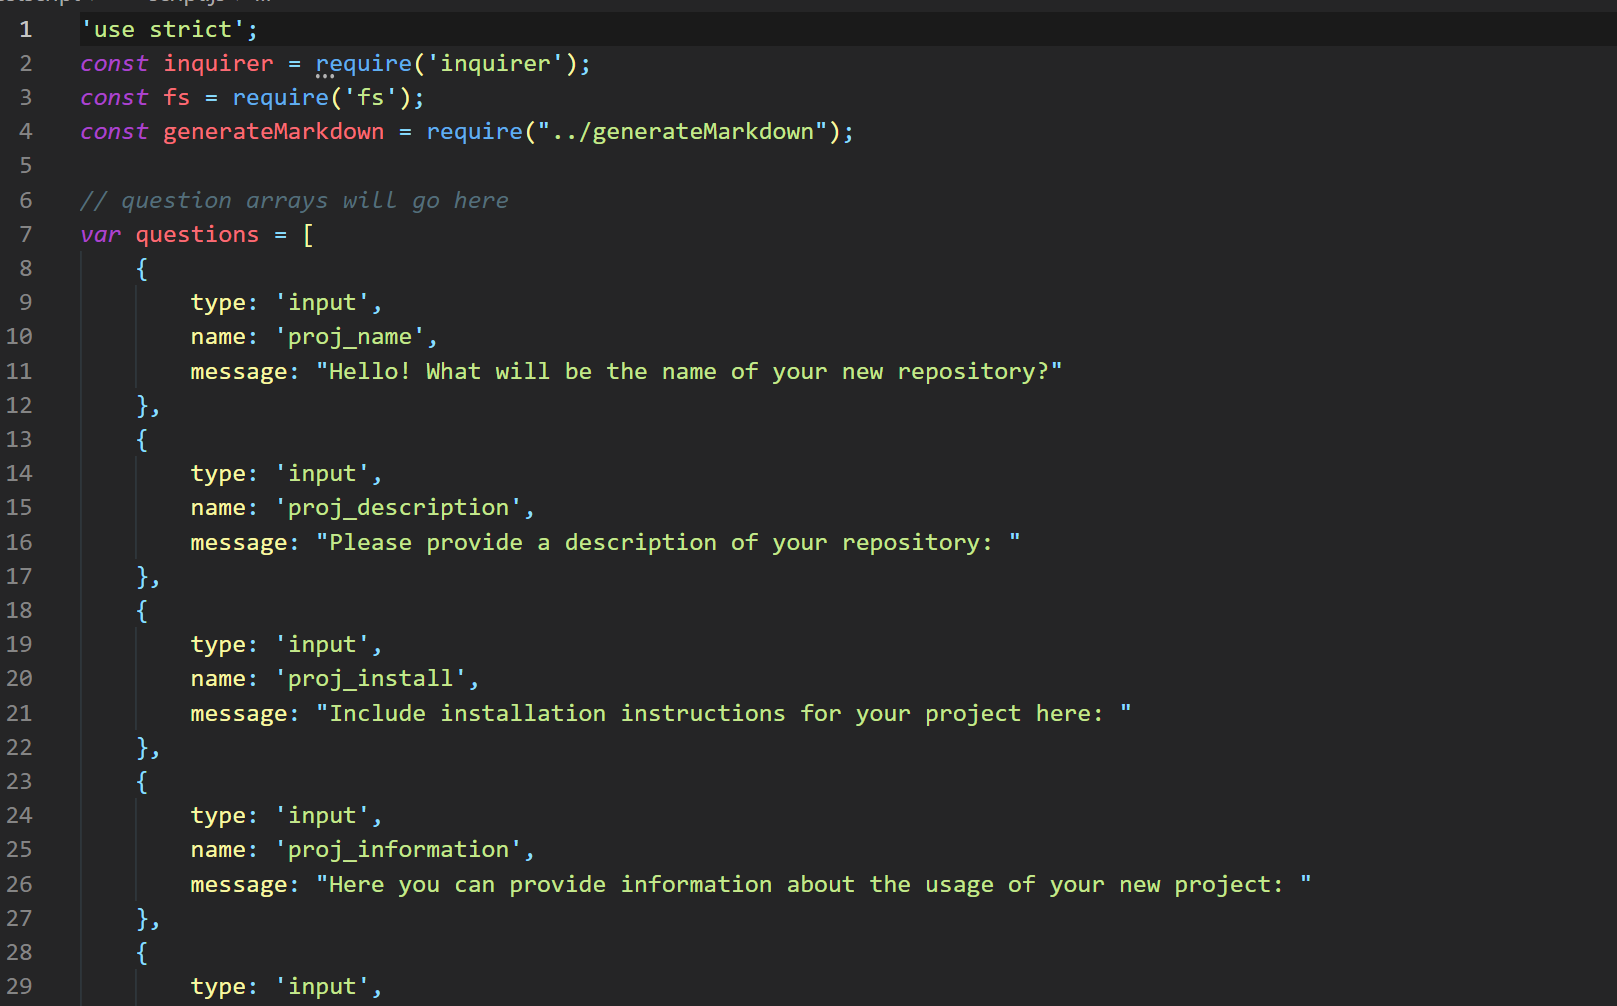 1 'use strict';
2 const inquirer = require('inquirer');
3 const fs = require('fs');
4 const generateMarkdown = require("../generateMarkdown");
5
6 // question arrays will go here
7 var questions = [
8     {
9         type: 'input',
10         name: 'proj_name',
11         message: "Hello! What will be the name of your new repository?"
12     },
13     {
14         type: 'input',
15         name: 'proj_description',
16         message: "Please provide a description of your repository: "
17     },
18     {
19         type: 'input',
20         name: 'proj_install',
21         message: "Include installation instructions for your project here: "
22     },
23     {
24         type: 'input',
25         name: 'proj_information',
26         message: "Here you can provide information about the usage of your new project: "
27     },
28     {
29         type: 'input',